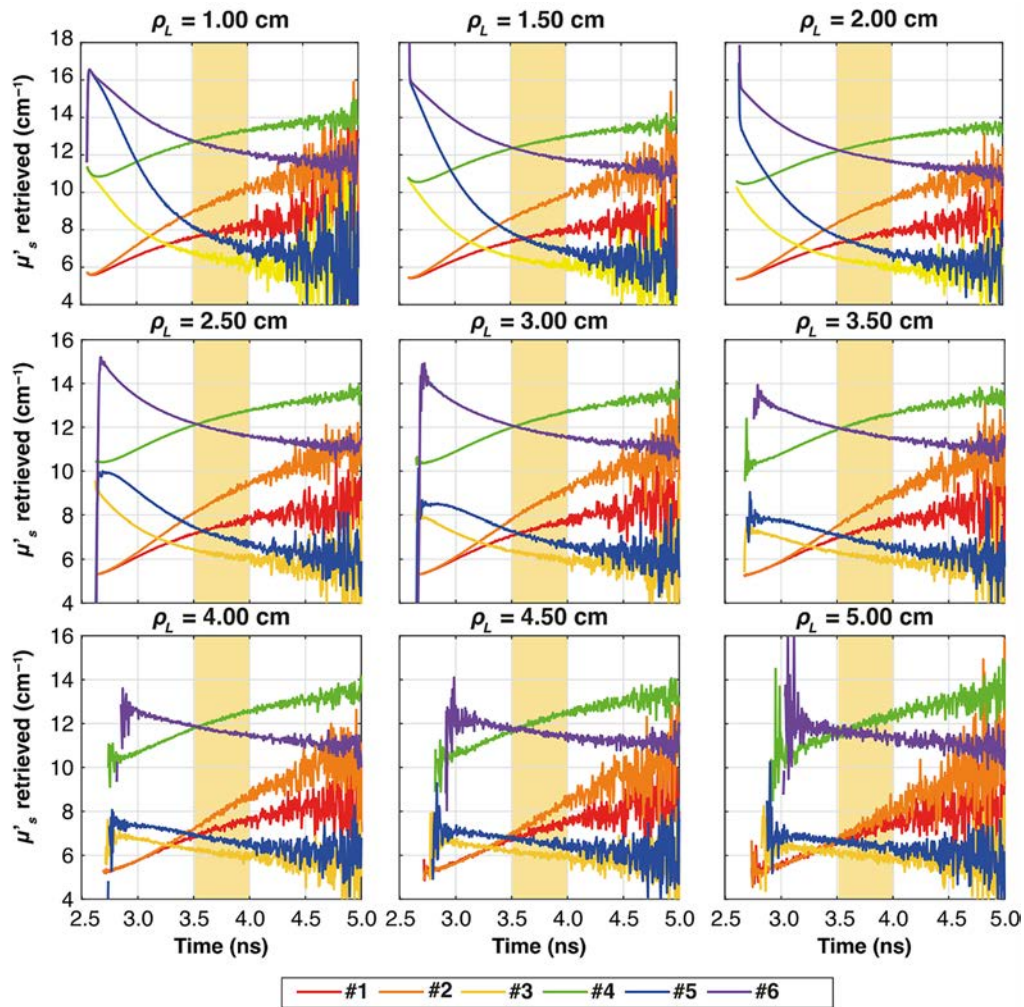 ρL = 1.00 cm
ρL = 1.50 cm
ρL = 2.00 cm
μ's retrieved (cm⁻¹)
18
16
14
12
10
8
6
4
ρL = 2.50 cm
ρL = 3.00 cm
ρL = 3.50 cm
μ's retrieved (cm⁻¹)
16
14
12
10
8
6
4
ρL = 4.00 cm
ρL = 4.50 cm
ρL = 5.00 cm
μ's retrieved (cm⁻¹)
16
14
12
10
8
6
4
2.5 3.0 3.5 4.0 4.5 5.0 2.5 3.0 3.5 4.0 4.5 5.0 2.5 3.0 3.5 4.0 4.5 5.0
Time (ns) Time (ns) Time (ns)
#1 #2 #3 #4 #5 #6